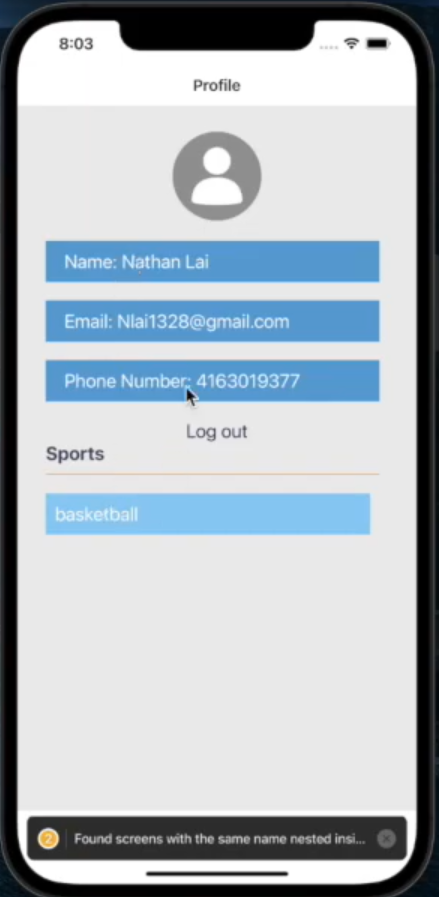 8:03
Profile
Name: Nathan Lai
Email: Nlai1328@gmail.com
Phone Number: 4163019377
Log out
Sports
basketball
2 Found screens with the same name nested insi...